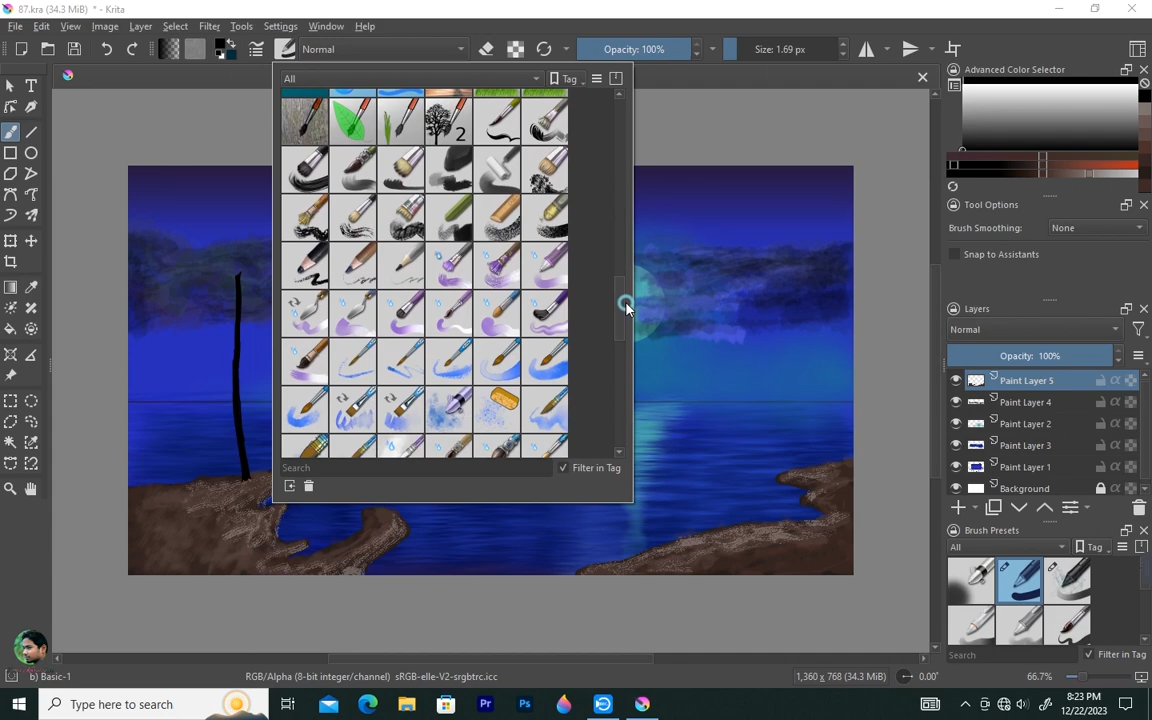 87.kra (34.3 MiB) * - Krita
File Edit View Image Layer Select Filter Tools Settings Window Help
Normal
Opacity: 100%
Size: 1.69 px
All
Tag
2
Search
Filter in Tag
Advanced Color Selector
Tool Options
Brush Smoothing: None
Snap to Assistants
Layers
Normal
Opacity: 100%
Paint Layer 5
Paint Layer 4
Paint Layer 2
Paint Layer 3
Paint Layer 1
Background
Brush Presets
All
Tag
Search
Filter in Tag
b) Basic-1
RGB/Alpha (8-bit integer/channel) sRGB-elle-V2-srgbtrc.icc
1,360 x 768 (34.3 MiB)
0.00°
66.7%
Type here to search
Pr
Ps
8:23 PM
12/22/2023